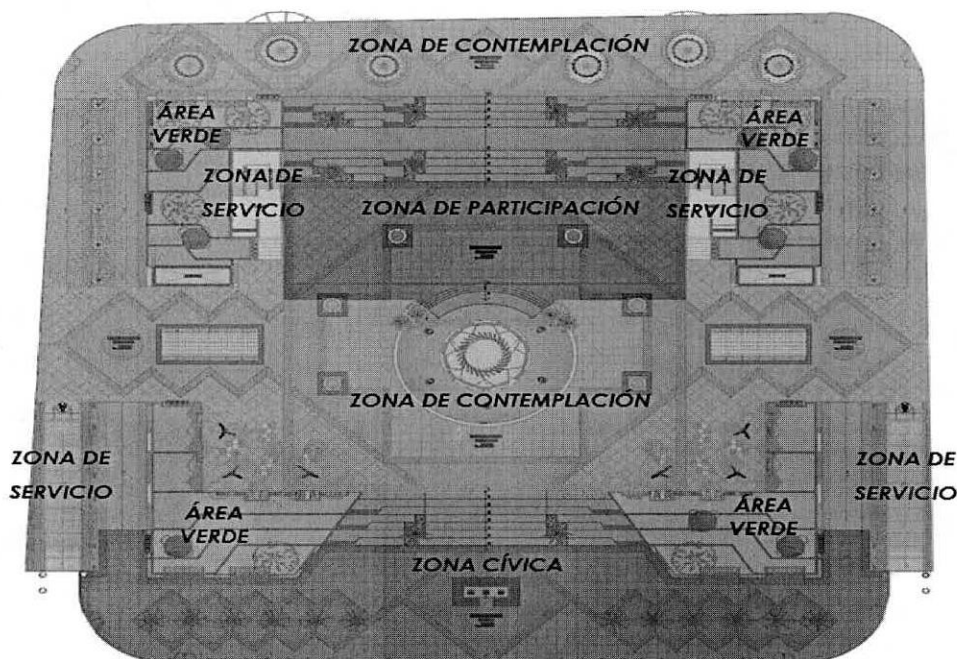 ZONA DE CONTEMPLACIÓN
ÁREA
VERDE
ÁREA
VERDE
ZONA DE
SERVICIO
ZONA DE
SERVICIO
ZONA DE PARTICIPACIÓN
ZONA DE CONTEMPLACIÓN
ZONA DE
SERVICIO
ZONA DE
SERVICIO
ÁREA
VERDE
ÁREA
VERDE
ZONA CÍVICA